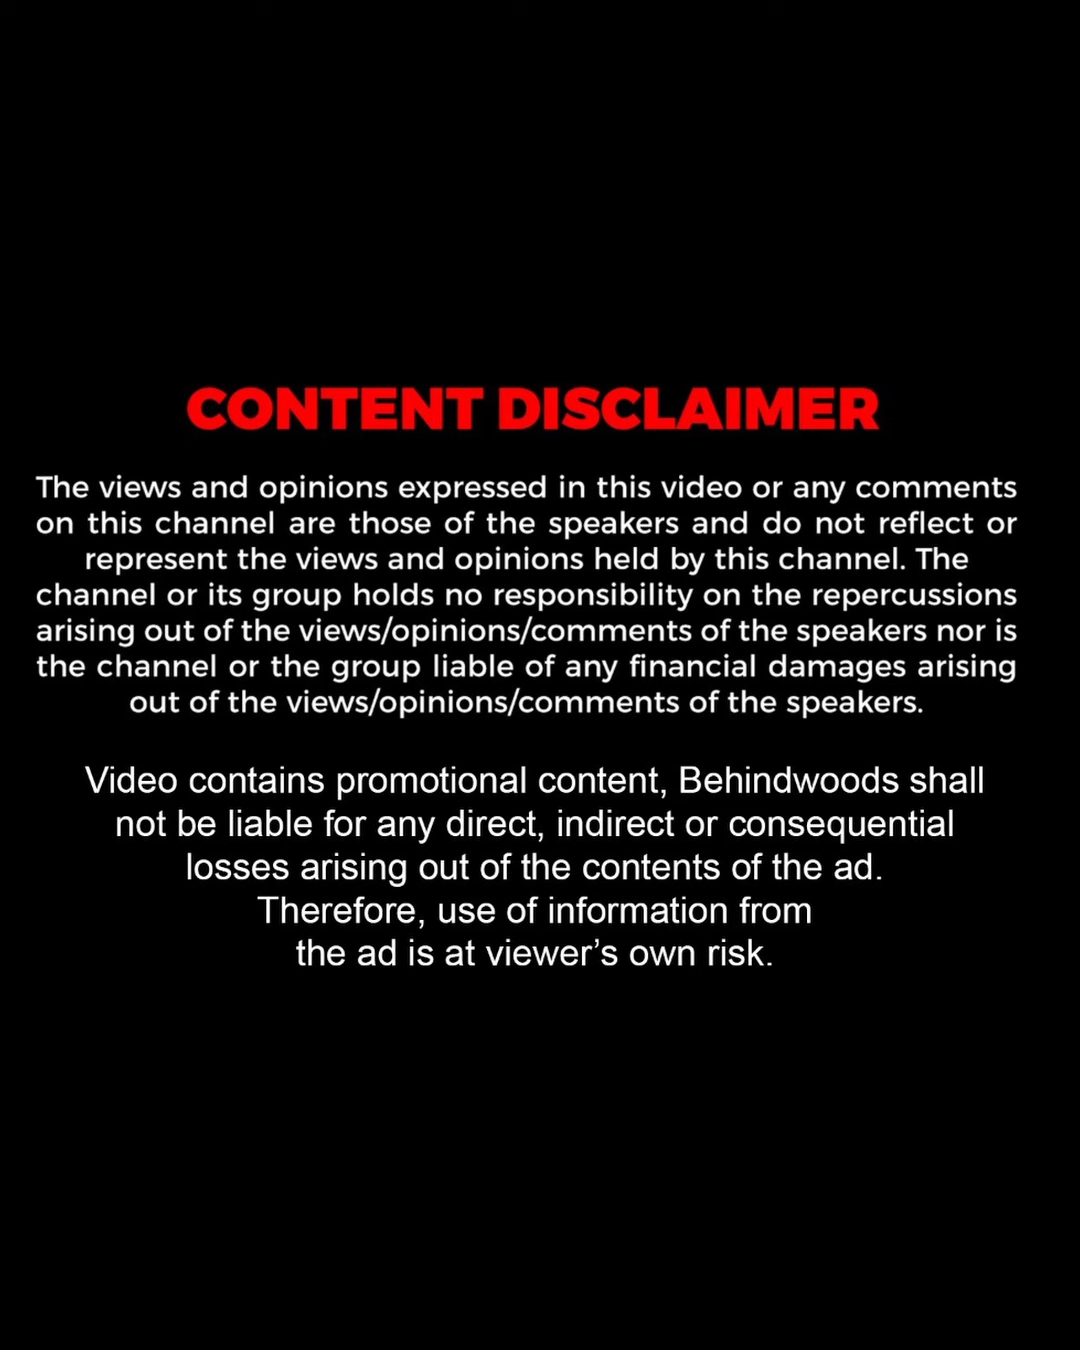 CONTENT DISCLAIMER
The views and opinions expressed in this video or any comments
on this channel are those of the speakers and do not reflect or
represent the views and opinions held by this channel. The
channel or its group holds no responsibility on the repercussions
arising out of the views/opinions/comments of the speakers nor is
the channel or the group liable of any financial damages arising
out of the views/opinions/comments of the speakers.
Video contains promotional content, Behindwoods shall
not be liable for any direct, indirect or consequential
losses arising out of the contents of the ad.
Therefore, use of information from
the ad is at viewer’s own risk.